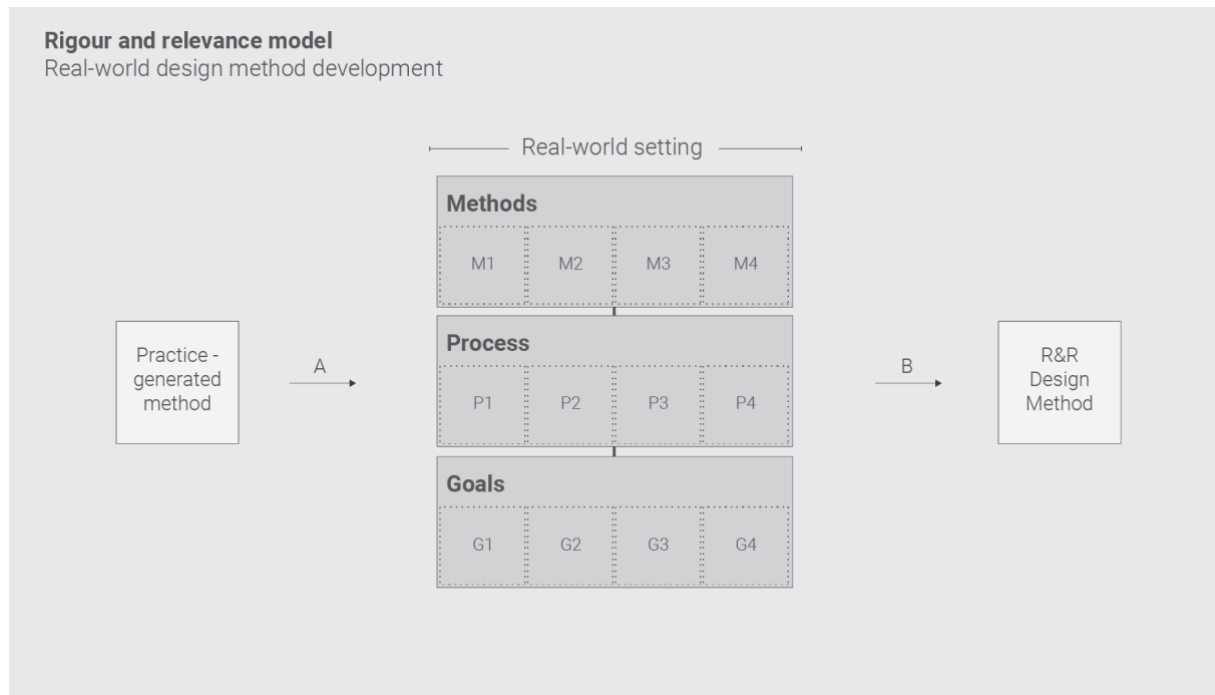 Rigour and relevance model
Real-world design method development
Real-world setting
Methods
M1 M2 M3 M4
Practice -
generated
method
A
Process
P1 P2 P3 P4
B
R&R
Design
Method
Goals
G1 G2 G3 G4